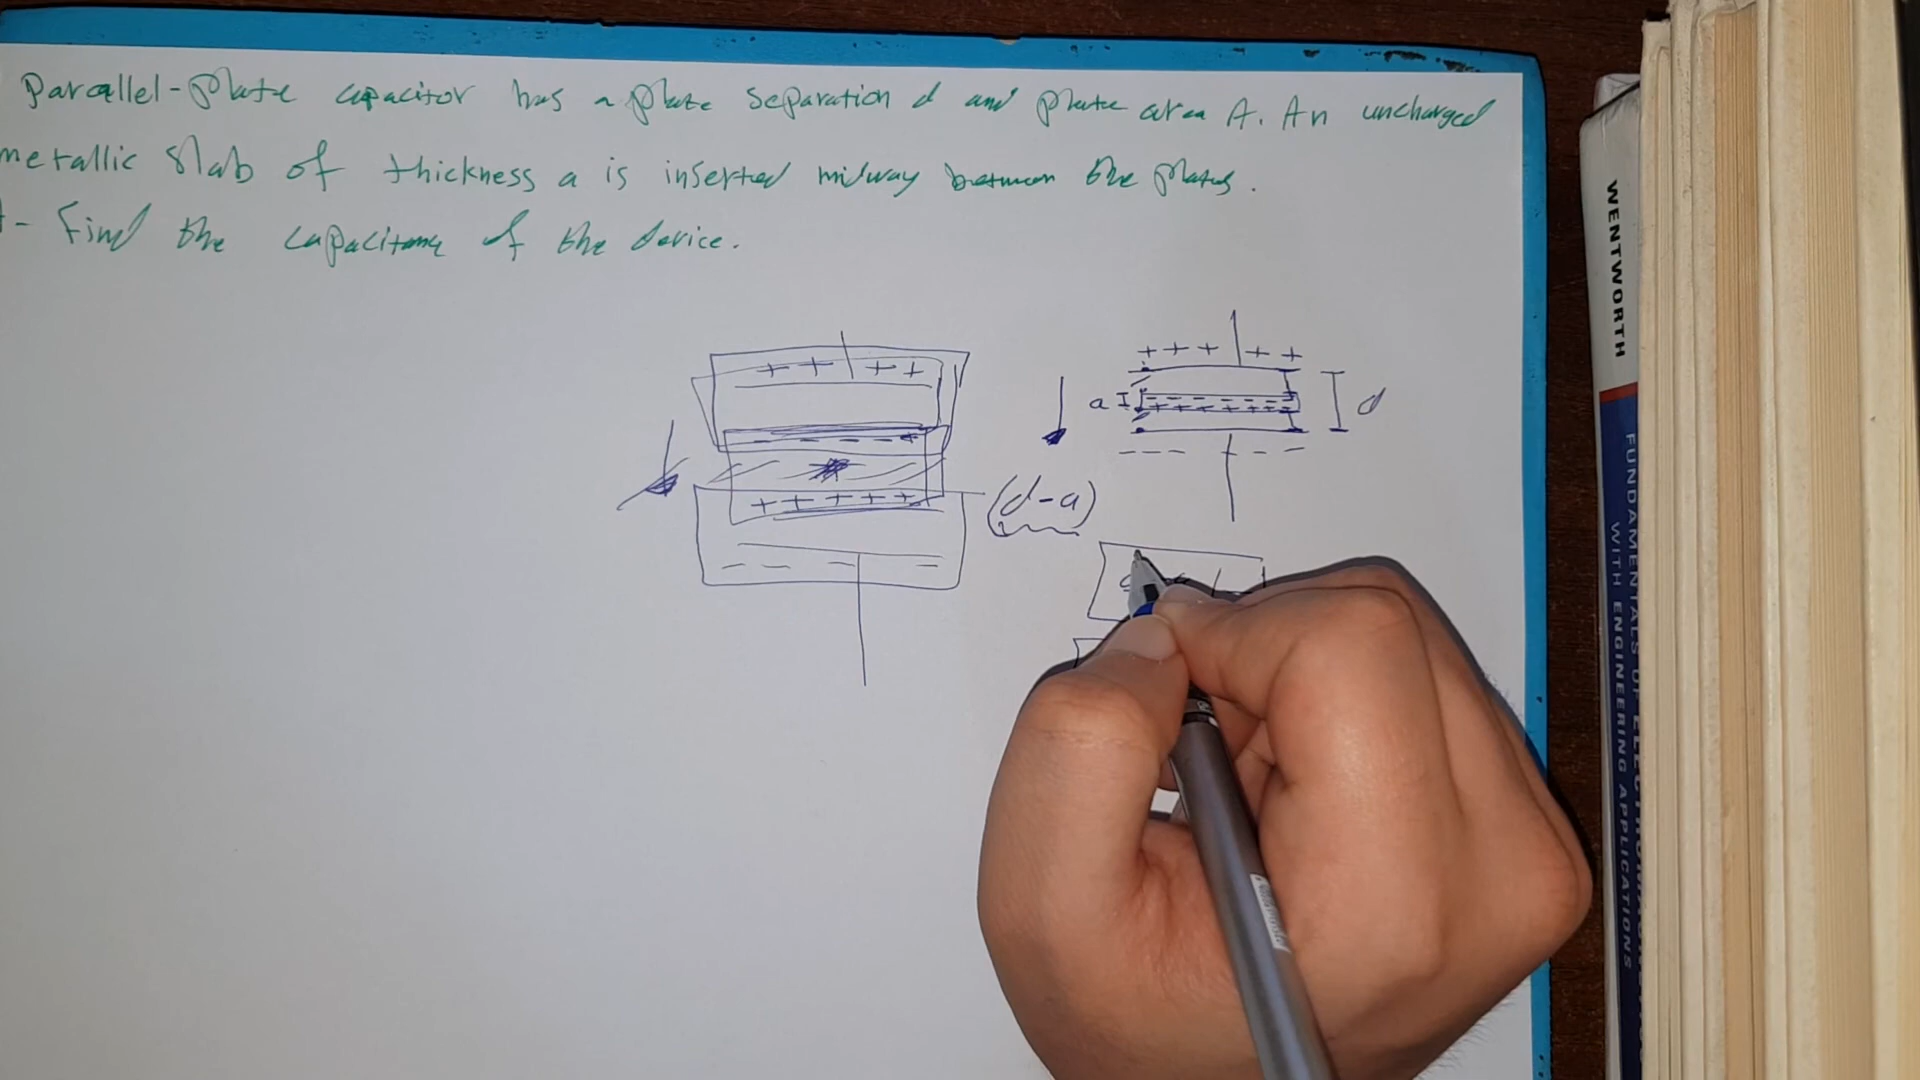 Parallel-plate capacitor has a plate separation d and plate area A. An uncharged
metallic slab of thickness a is inserted midway between the plates.
- Find the capacitance of the device.
+ + + +
+ + + + +
a
d
- - - - -
+ + + + +
(d-a)
WENTWORTH
FUNDAMENTALS OF
WITH ENGINEERING APPLICATIONS